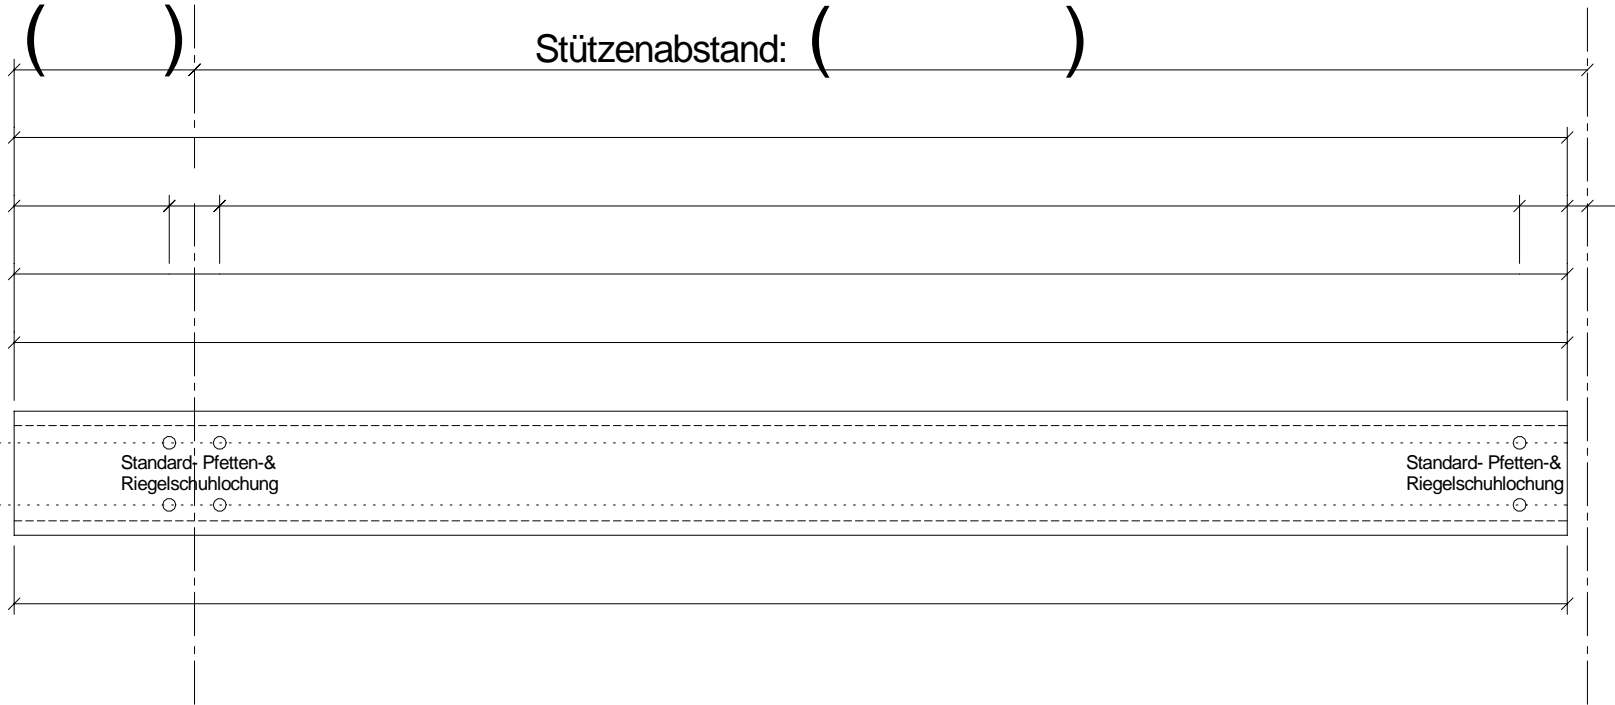 ( ) Stützenabstand: ( )
Standard- Pfetten-&
Riegelschuhlochung
Standard- Pfetten-&
Riegelschuhlochung